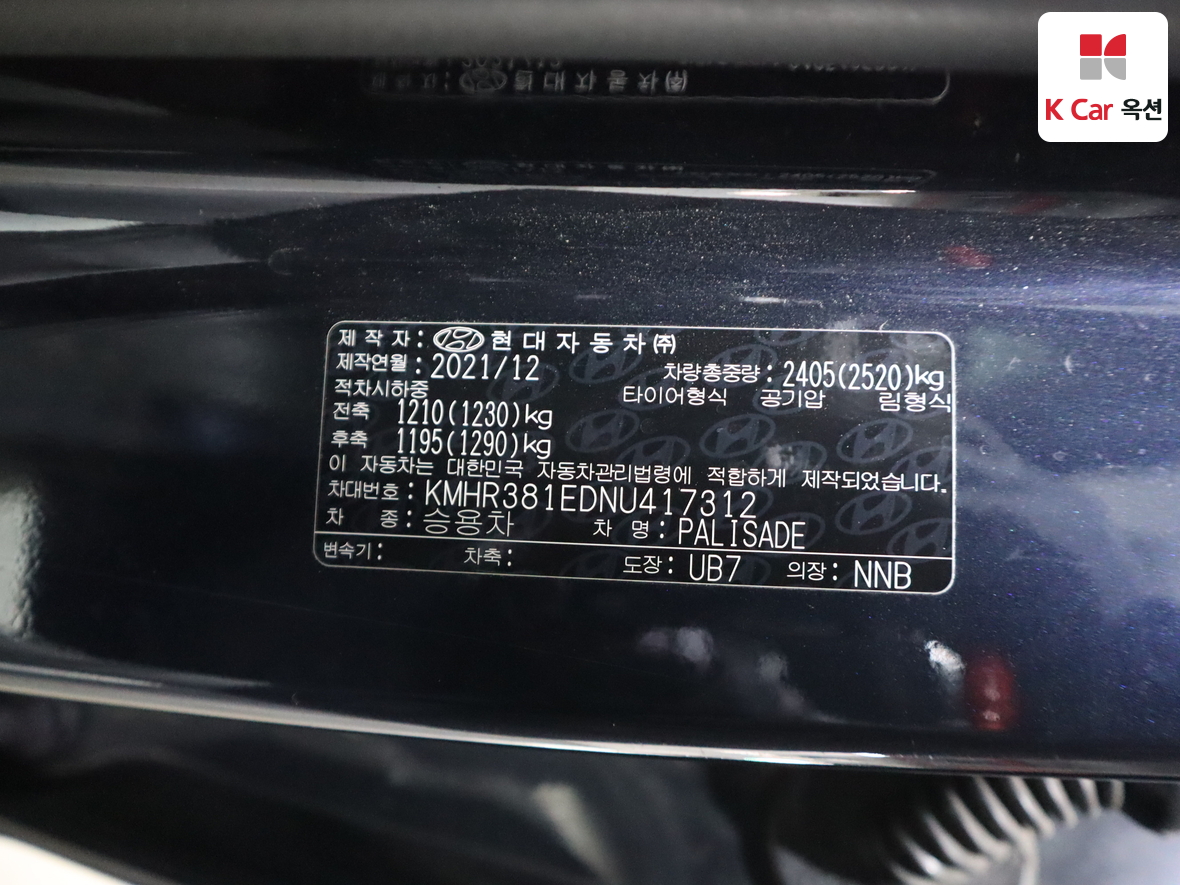 K Car 옥션
제 작 자 : 현 대 자 동 차 ㈜
제작연월 : 2021/12 차량총중량 : 2405(2520)kg
적차시하중 타이어형식 공기압 림형식
전축 1210(1230)kg
후축 1195(1290)kg
이 자동차는 대한민국 자동차관리법령에 적합하게 제작되었습니다.
차대번호 : KMHR381EDNU417312
차 종 : 승용차 차 명 : PALISADE
변속기 : 차축 : 도장 : UB7 의장 : NNB